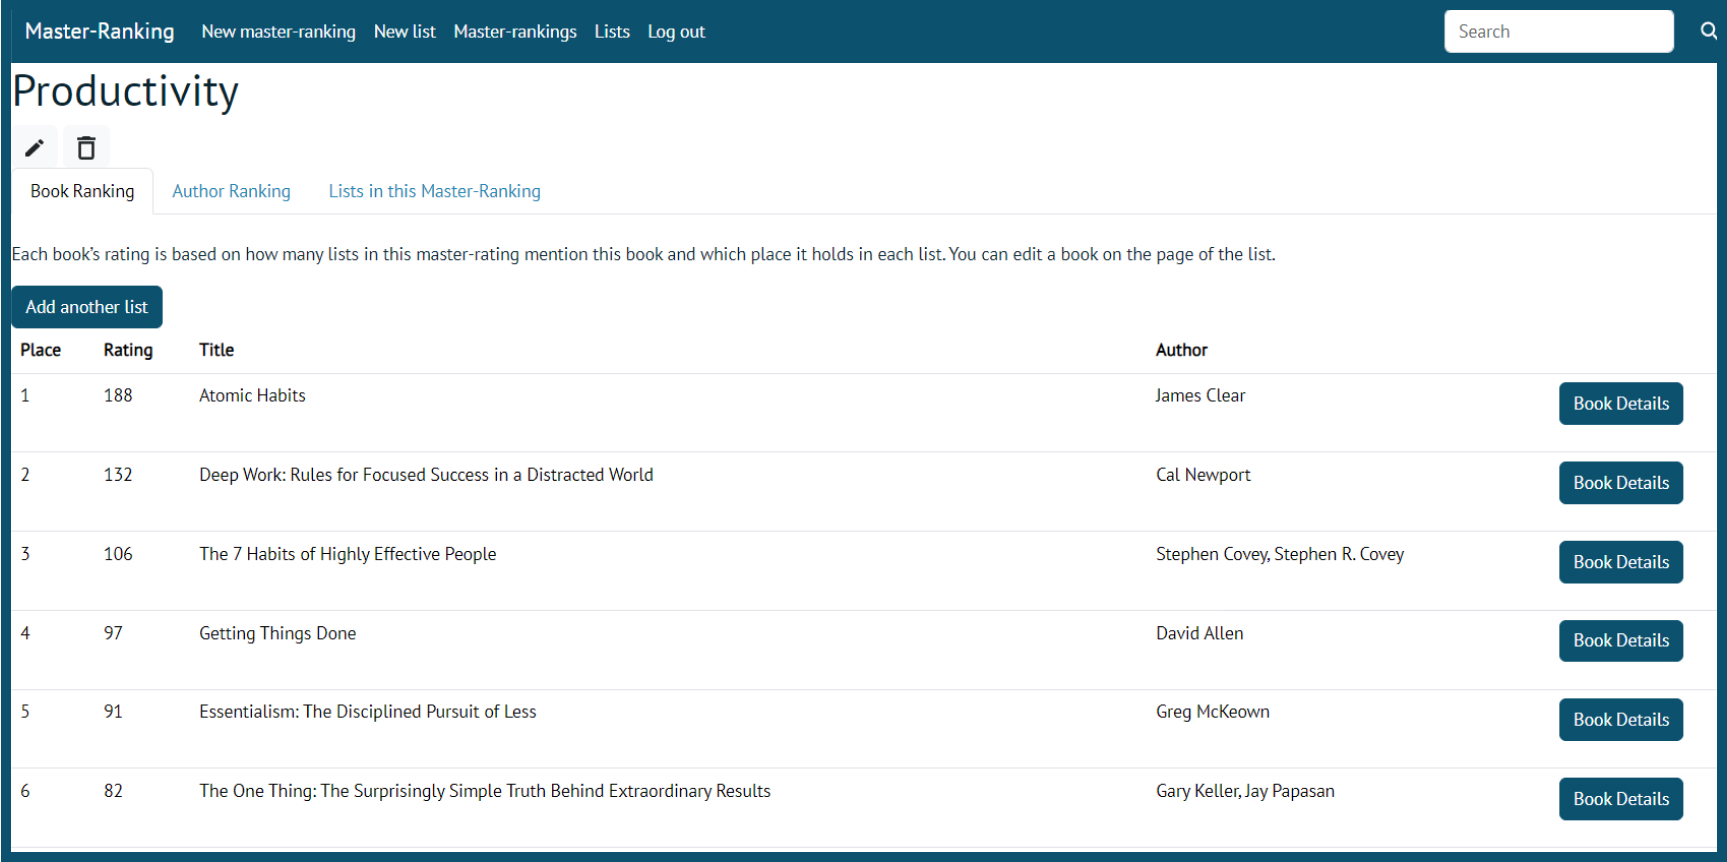 Master-Ranking New master-ranking New list Master-rankings Lists Log out Search
Productivity
Book Ranking Author Ranking Lists in this Master-Ranking
Each book’s rating is based on how many lists in this master-rating mention this book and which place it holds in each list. You can edit a book on the page of the list.
Add another list
Place Rating Title Author
1 188 Atomic Habits James Clear Book Details
2 132 Deep Work: Rules for Focused Success in a Distracted World Cal Newport Book Details
3 106 The 7 Habits of Highly Effective People Stephen Covey, Stephen R. Covey Book Details
4 97 Getting Things Done David Allen Book Details
5 91 Essentialism: The Disciplined Pursuit of Less Greg McKeown Book Details
6 82 The One Thing: The Surprisingly Simple Truth Behind Extraordinary Results Gary Keller, Jay Papasan Book Details